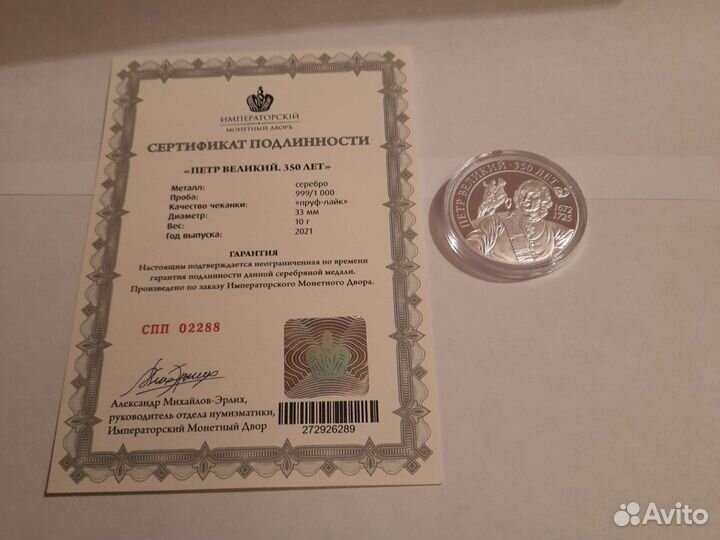 ИМПЕРАТОРСКІЙ
МОНЕТНЫЙ ДВОРЪ
СЕРТИФИКАТ ПОДЛИННОСТИ
«ПЕТР ВЕЛИКИЙ. 350 ЛЕТ»
Металл: серебро
Проба: 999/1 000
Качество чеканки: «пруф-лайк»
Диаметр: 33 мм
Вес: 10 г
Год выпуска: 2021
ГАРАНТИЯ
Настоящим подтверждается неограниченная по времени
гарантия подлинности данной серебряной медали.
Произведено по заказу Императорского Монетного Двора.
СПП 02288
Александр Михайлов-Эрлих,
руководитель отдела нумизматики,
Императорский Монетный Двор
272926289
ПЕТР ВЕЛИКИЙ · 350 ЛЕТ
1672
1725
Avito